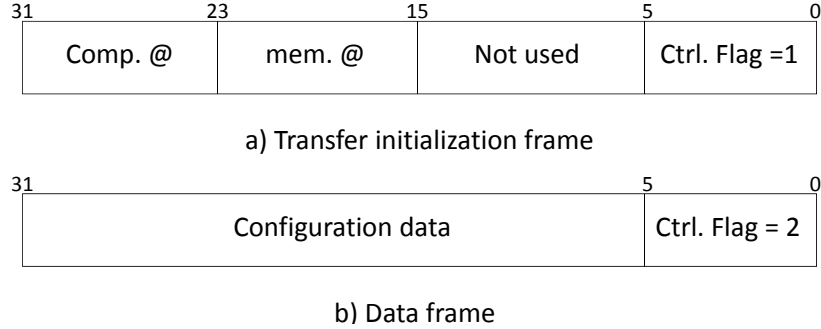 31 23 15 5 0
Comp. @ mem. @ Not used Ctrl. Flag =1
a) Transfer initialization frame
31 5 0
Configuration data Ctrl. Flag = 2
b) Data frame